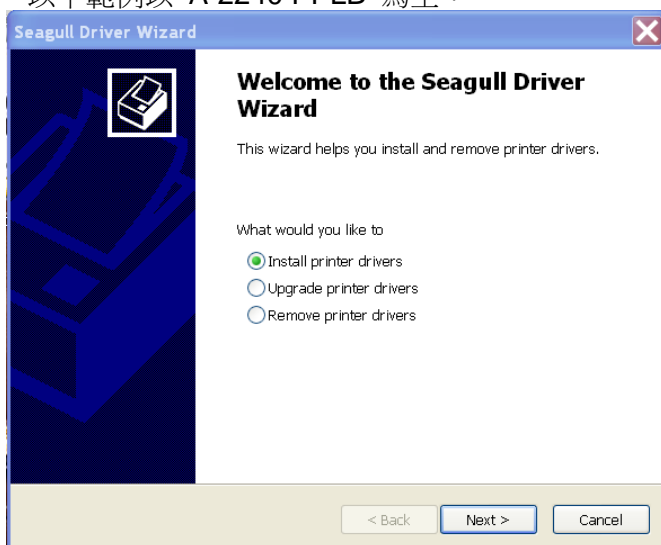 Seagull Driver Wizard
Welcome to the Seagull Driver
Wizard
This wizard helps you install and remove printer drivers.
What would you like to
Install printer drivers
Upgrade printer drivers
Remove printer drivers
< Back
Next >
Cancel